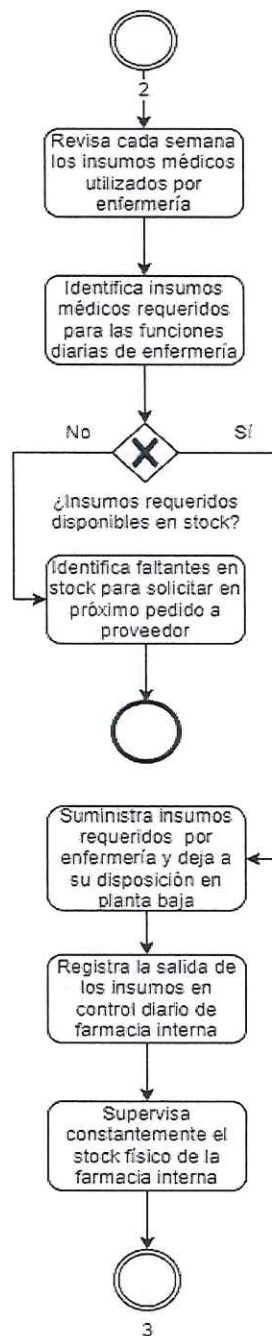 2
Revisa cada semana
los insumos médicos
utilizados por
enfermería
Identifica insumos
médicos requeridos
para las funciones
diarias de enfermería
No
Sí
¿Insumos requeridos
disponibles en stock?
Identifica faltantes en
stock para solicitar en
próximo pedido a
proveedor
Suministra insumos
requeridos por
enfermería y deja a
su disposición en
planta baja
Registra la salida de
los insumos en
control diario de
farmacia interna
Supervisa
constantemente el
stock físico de la
farmacia interna
3